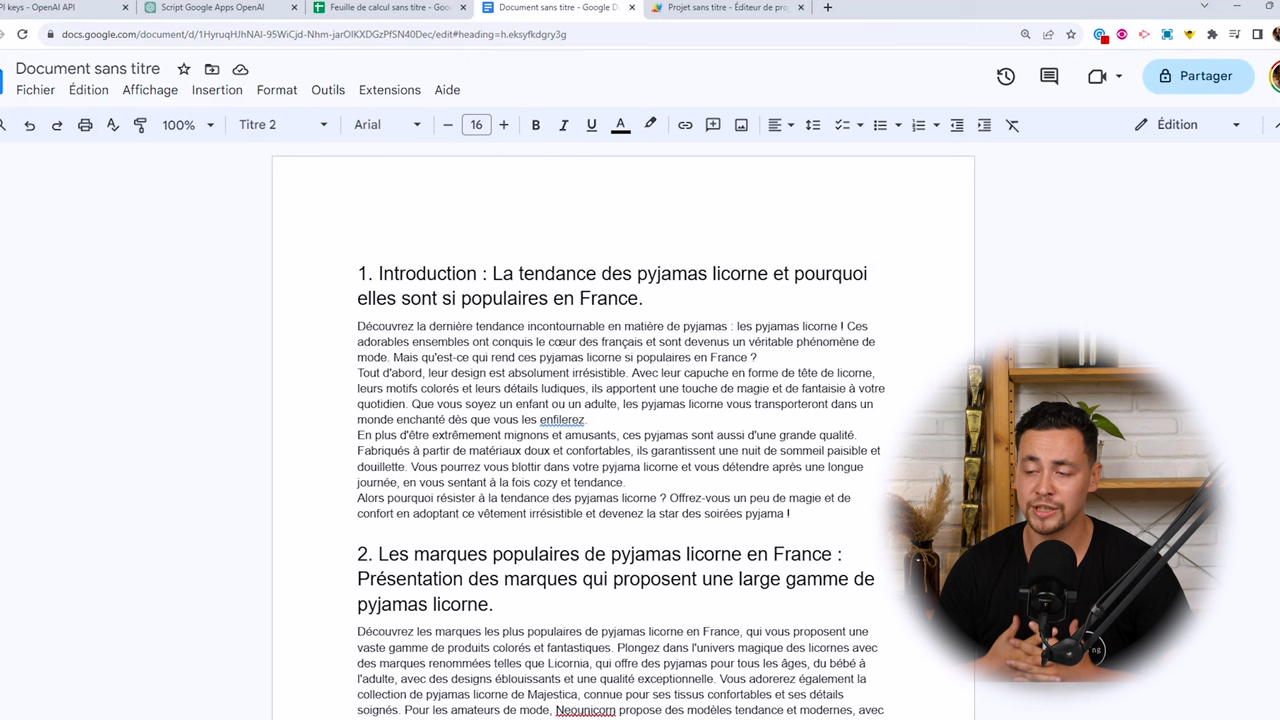 PI keys - OpenAI API
Script Google Apps OpenAI
Feuille de calcul sans titre - Goo
Document sans titre - Google D
Projet sans titre - Éditeur de pro
docs.google.com/document/d/1HyruqHJhNAI-95WiCjd-Nhm-jarOIKXDGzPfSN40Dec/edit#heading=h.eksyfkdgry3g
Document sans titre
Fichier Édition Affichage Insertion Format Outils Extensions Aide
Partager
100% Titre 2 Arial 16 B I U A Édition
1. Introduction : La tendance des pyjamas licorne et pourquoi
elles sont si populaires en France.
Découvrez la dernière tendance incontournable en matière de pyjamas : les pyjamas licorne ! Ces
adorables ensembles ont conquis le cœur des français et sont devenus un véritable phénomène de
mode. Mais qu'est-ce qui rend ces pyjamas licorne si populaires en France ?
Tout d'abord, leur design est absolument irrésistible. Avec leur capuche en forme de tête de licorne,
leurs motifs colorés et leurs détails ludiques, ils apportent une touche de magie et de fantaisie à votre
quotidien. Que vous soyez un enfant ou un adulte, les pyjamas licorne vous transporteront dans un
monde enchanté dès que vous les enfilerez.
En plus d'être extrêmement mignons et amusants, ces pyjamas sont aussi d'une grande qualité.
Fabriqués à partir de matériaux doux et confortables, ils garantissent une nuit de sommeil paisible et
douillette. Vous pourrez vous blottir dans votre pyjama licorne et vous détendre après une longue
journée, en vous sentant à la fois cozy et tendance.
Alors pourquoi résister à la tendance des pyjamas licorne ? Offrez-vous un peu de magie et de
confort en adoptant ce vêtement irrésistible et devenez la star des soirées pyjama !
2. Les marques populaires de pyjamas licorne en France :
Présentation des marques qui proposent une large gamme de
pyjamas licorne.
Découvrez les marques les plus populaires de pyjamas licorne en France, qui vous proposent une
vaste gamme de produits colorés et fantastiques. Plongez dans l'univers magique des licornes avec
des marques renommées telles que Licornia, qui offre des pyjamas pour tous les âges, du bébé à
l'adulte, avec des designs éblouissants et une qualité exceptionnelle. Vous adorerez également la
collection de pyjamas licorne de Majestica, connue pour ses tissus confortables et ses détails
soignés. Pour les amateurs de mode, Neounicorn propose des modèles tendance et modernes, avec
ng